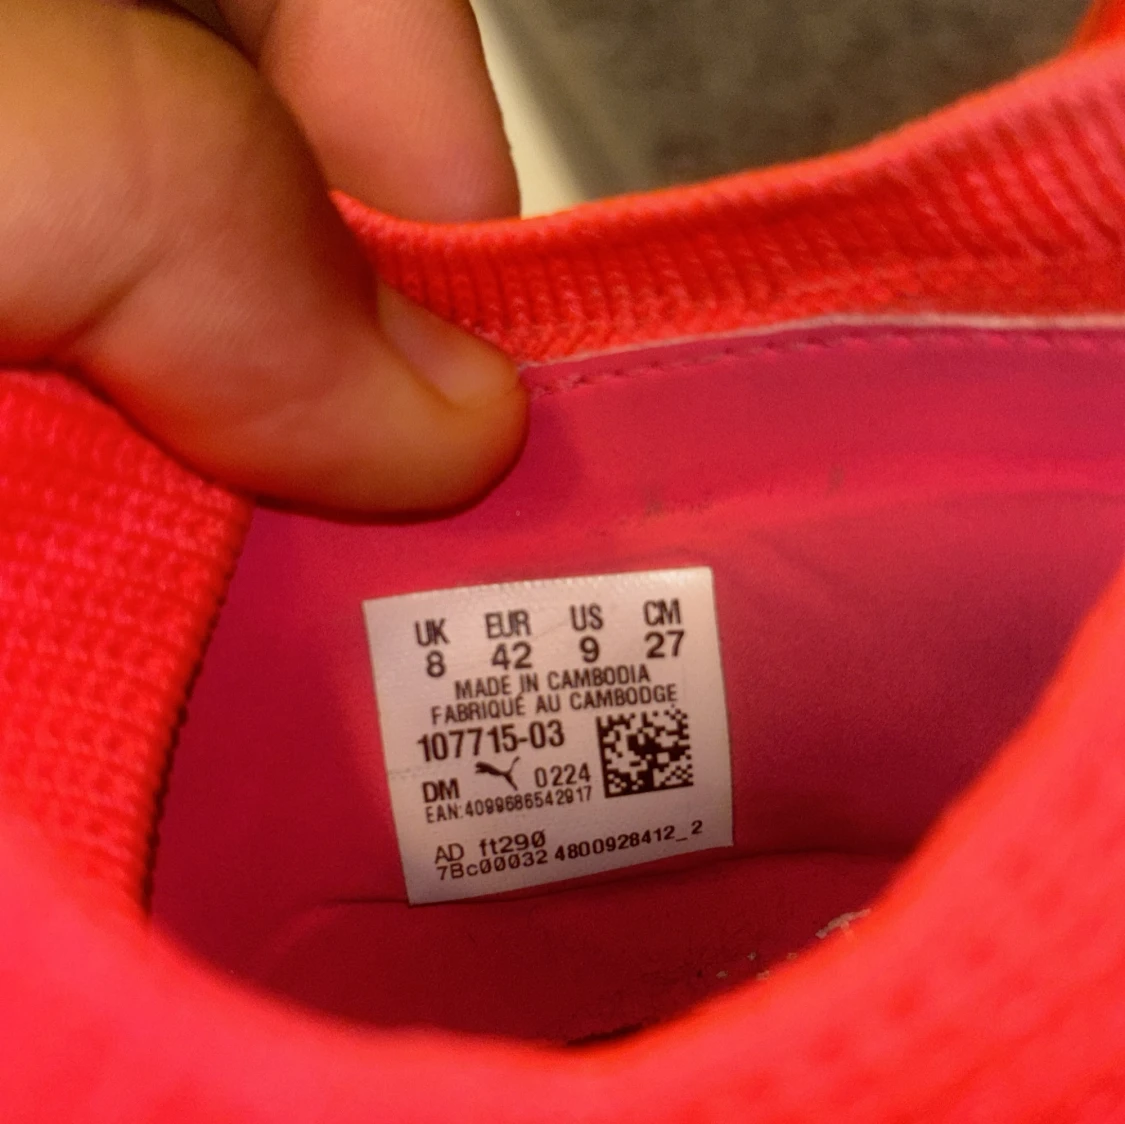 UK EUR US CM
8 42 9 27
MADE IN CAMBODIA
FABRIQUÉ AU CAMBODGE
107715-03
DM 0224
EAN:4099686542917
AD ft290
7Bc00032 4800928412_2